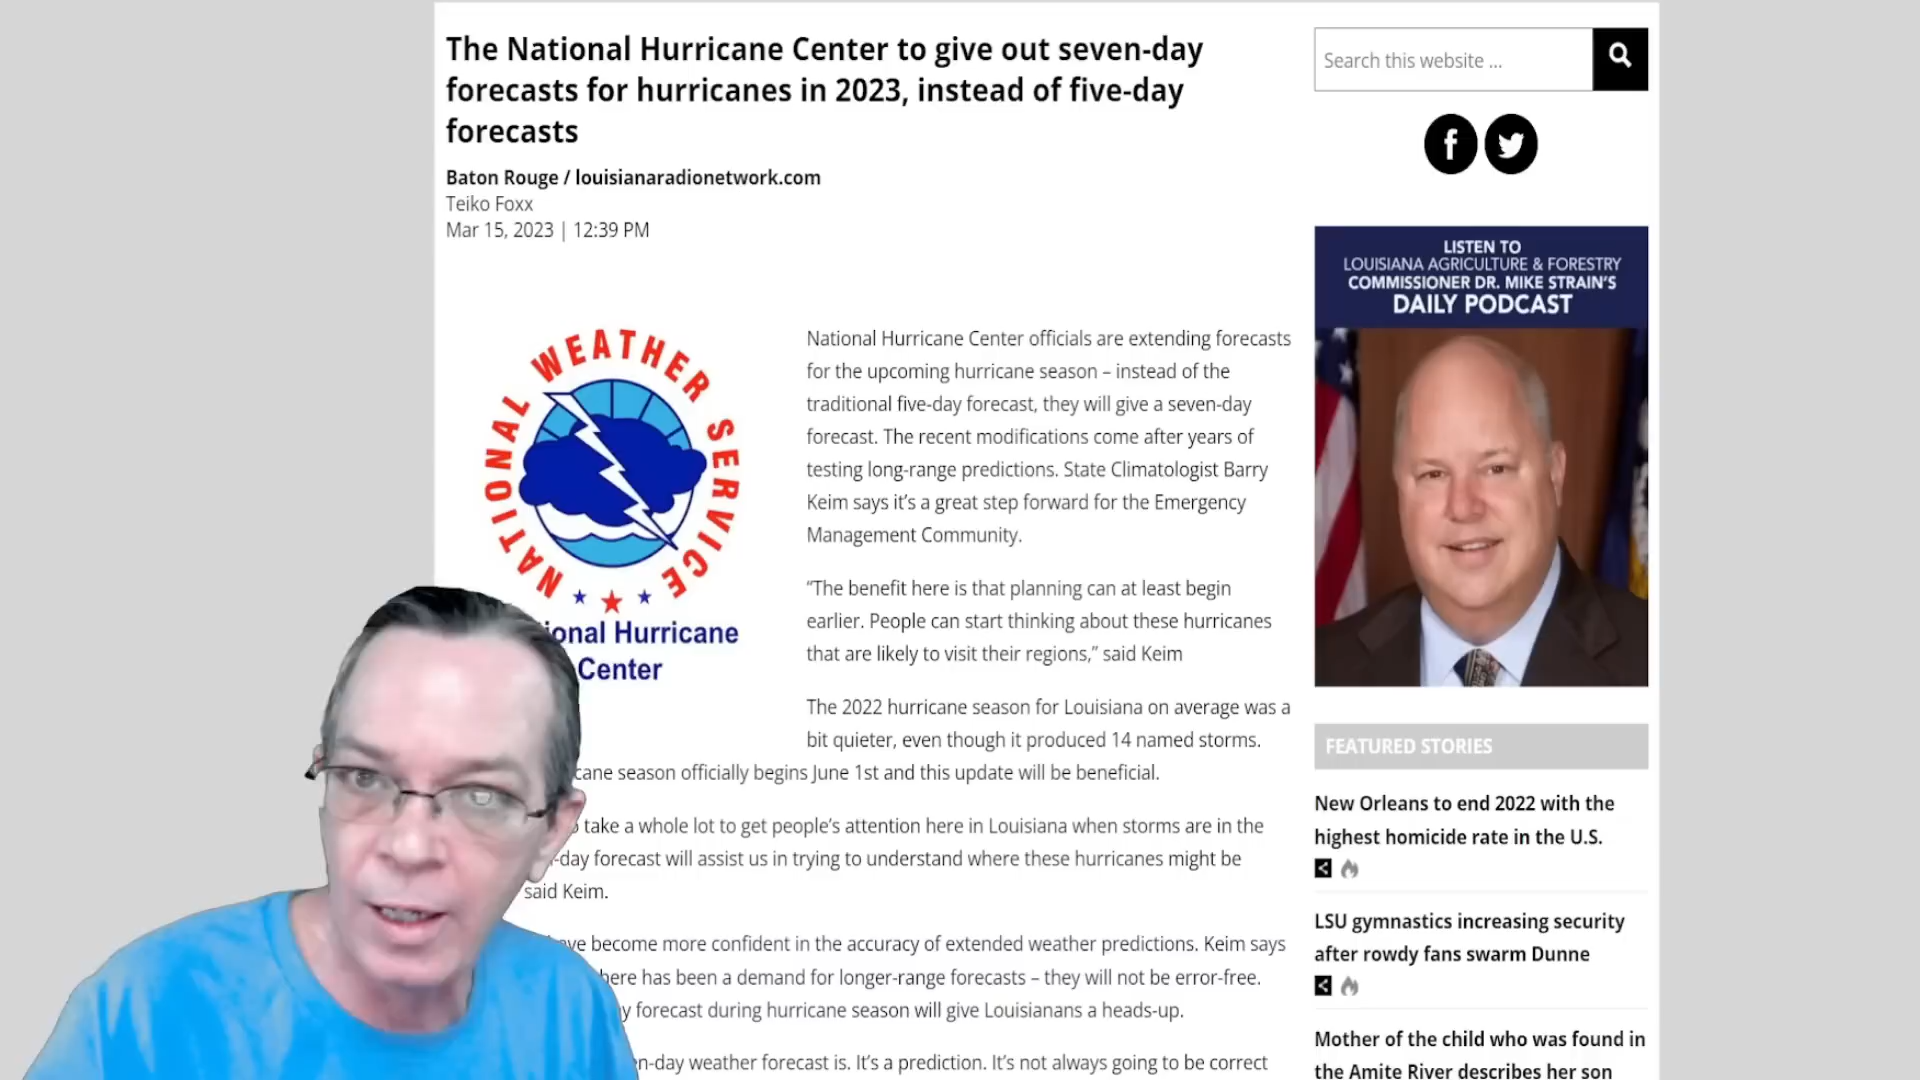 The National Hurricane Center to give out seven-day
forecasts for hurricanes in 2023, instead of five-day
forecasts
Baton Rouge / louisianaradionetwork.com
Teiko Foxx
Mar 15, 2023 | 12:39 PM
NATIONAL WEATHER SERVICE
Hurricane
Center
National Hurricane Center officials are extending forecasts
for the upcoming hurricane season – instead of the
traditional five-day forecast, they will give a seven-day
forecast. The recent modifications come after years of
testing long-range predictions. State Climatologist Barry
Keim says it’s a great step forward for the Emergency
Management Community.
“The benefit here is that planning can at least begin
earlier. People can start thinking about these hurricanes
that are likely to visit their regions,” said Keim
The 2022 hurricane season for Louisiana on average was a
bit quieter, even though it produced 14 named storms.
season officially begins June 1st and this update will be beneficial.
take a whole lot to get people’s attention here in Louisiana when storms are in the
-day forecast will assist us in trying to understand where these hurricanes might be
said Keim.
become more confident in the accuracy of extended weather predictions. Keim says
has been a demand for longer-range forecasts – they will not be error-free.
forecast during hurricane season will give Louisianans a heads-up.
-day weather forecast is. It’s a prediction. It’s not always going to be correct
Search this website ...
LISTEN TO
LOUISIANA AGRICULTURE & FORESTRY
COMMISSIONER DR. MIKE STRAIN’S
DAILY PODCAST
FEATURED STORIES
New Orleans to end 2022 with the
highest homicide rate in the U.S.
LSU gymnastics increasing security
after rowdy fans swarm Dunne
Mother of the child who was found in
the Amite River describes her son